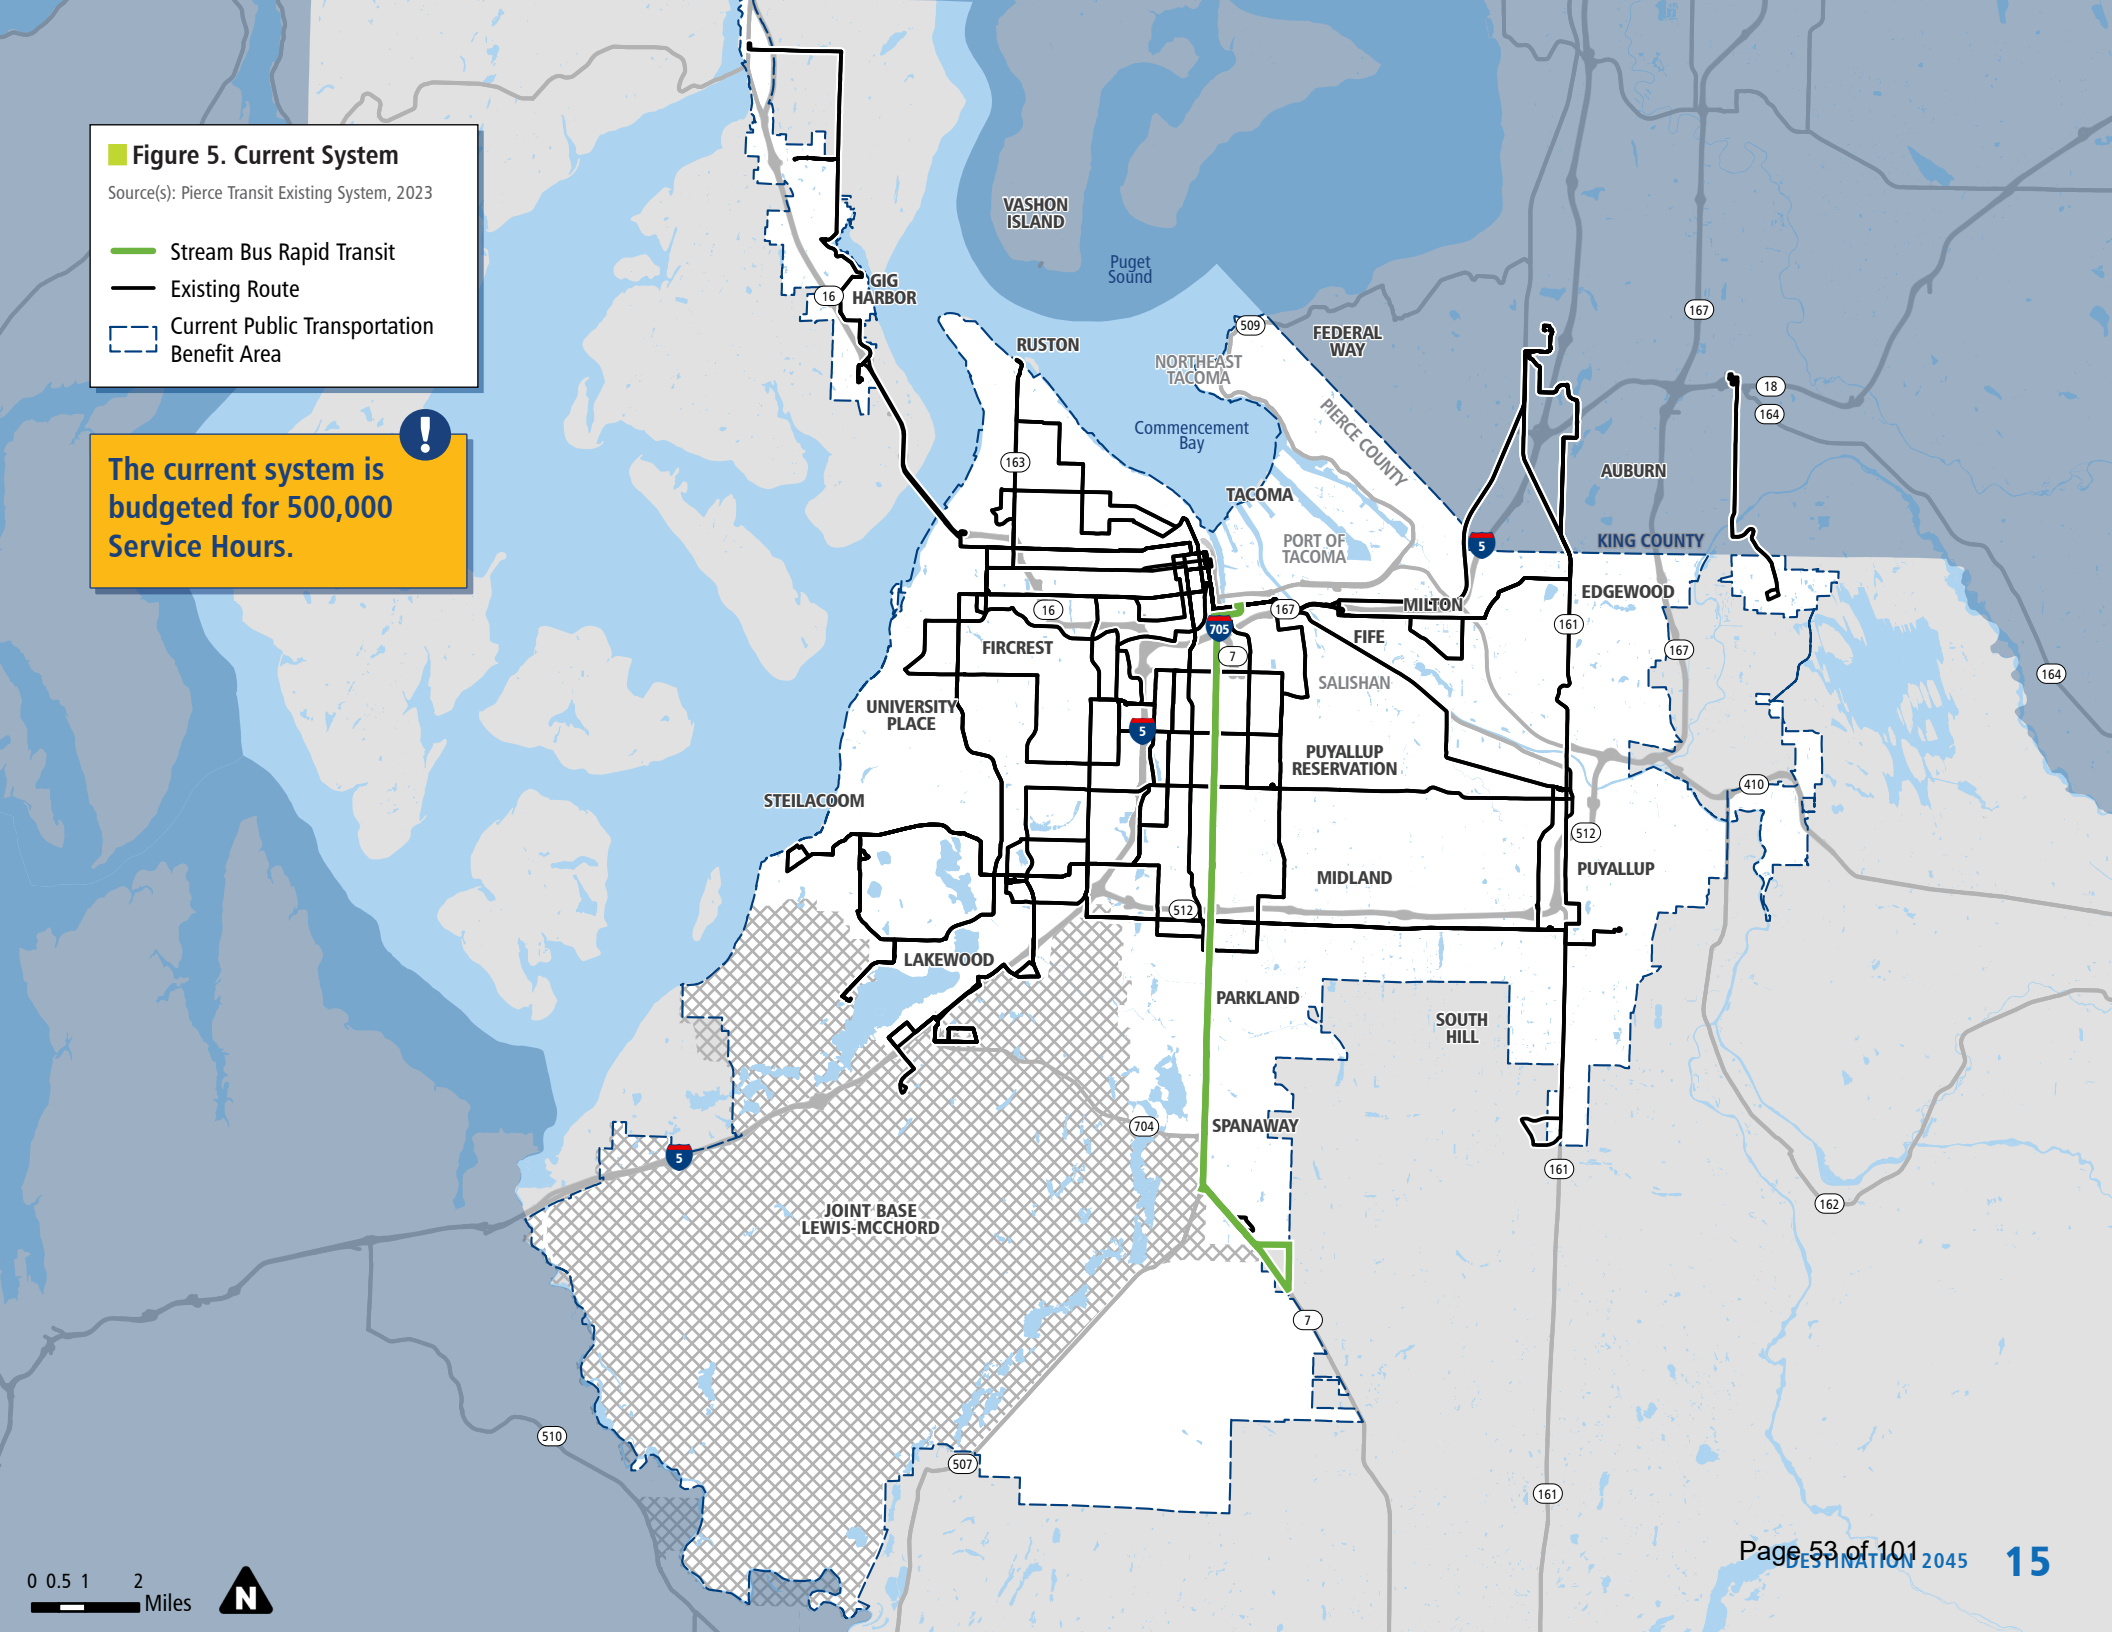 Figure 5. Current System
Source(s): Pierce Transit Existing System, 2023
Stream Bus Rapid Transit
Existing Route
Current Public Transportation
Benefit Area
!
The current system is
budgeted for 500,000
Service Hours.
VASHON
ISLAND
Puget
Sound
GIG
HARBOR
16
RUSTON
509
FEDERAL
WAY
NORTHEAST
TACOMA
PIERCE COUNTY
167
18
164
Commencement
Bay
163
AUBURN
TACOMA
PORT OF
TACOMA
5
KING COUNTY
16
167
MILTON
EDGEWOOD
161
705
7
FIFE
FIRCREST
167
164
SALISHAN
UNIVERSITY
PLACE
5
PUYALLUP
RESERVATION
410
STEILACOOM
512
PUYALLUP
MIDLAND
512
LAKEWOOD
PARKLAND
SOUTH
HILL
704
SPANAWAY
5
161
162
JOINT BASE
LEWIS-MCCHORD
7
510
507
161
0 0.5 1 2
Miles
N
Page 53 of 101
DESTINATION 2045
15